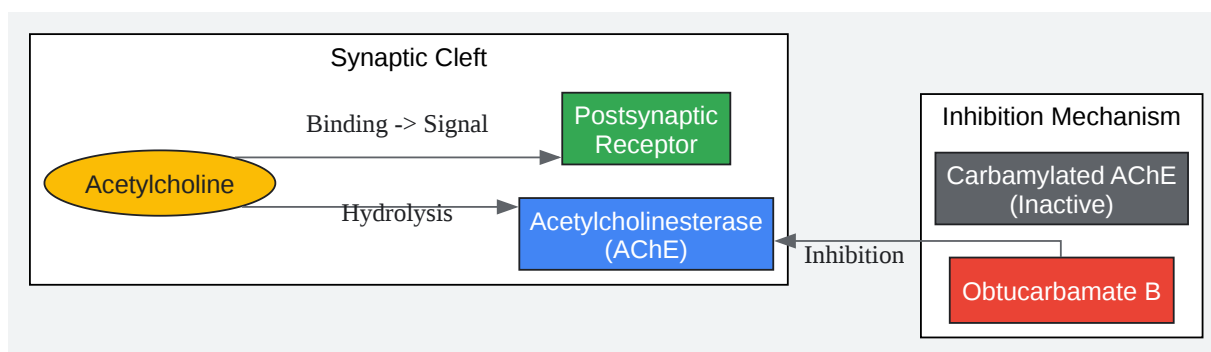 Synaptic Cleft
Binding -> Signal
Postsynaptic
Receptor
Acetylcholine
Hydrolysis
Acetylcholinesterase
(AChE)
Inhibition
Inhibition Mechanism
Carbamylated AChE
(Inactive)
Obtucarbamate B